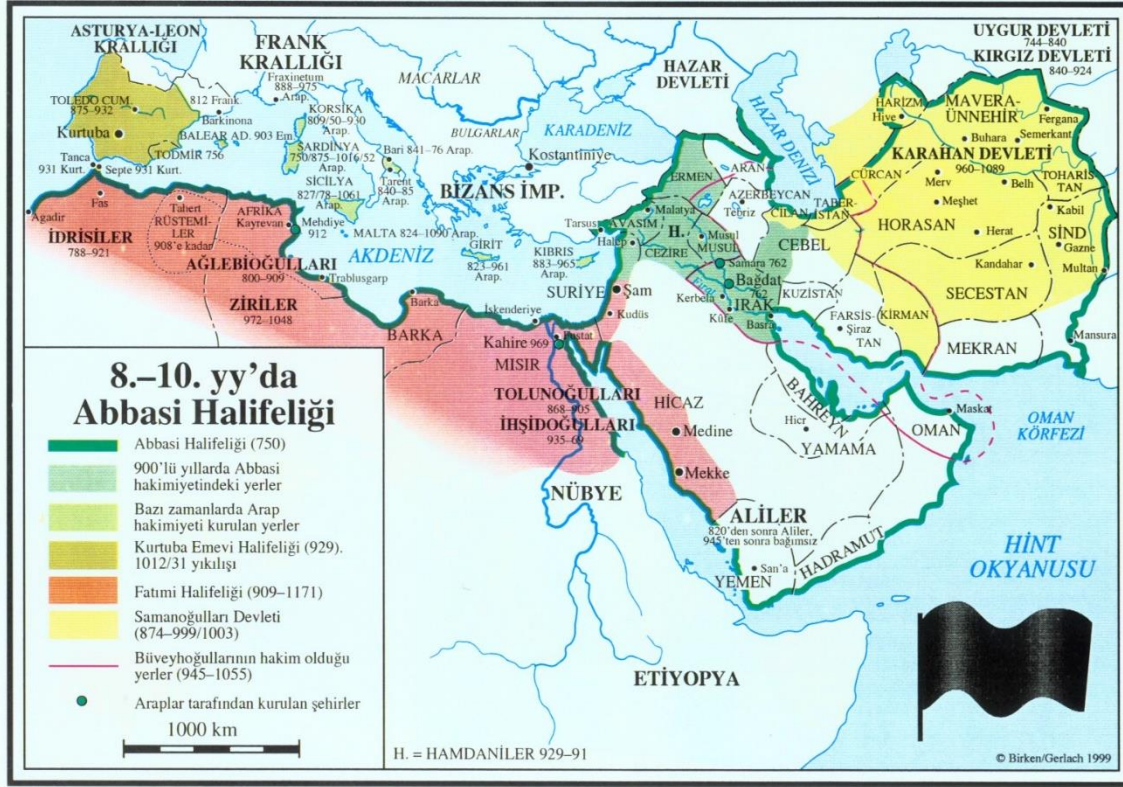 ASTURYA-LEON
KRALLIĞI
FRANK
KRALLIĞI
Fraxinetum
888–975
Arap.
MACARLAR
HAZAR
DEVLETİ
UYGUR DEVLETİ
744–840
KIRGIZ DEVLETİ
840–924
TOLEDO CUM.
875–932
812 Frank.
Barkinona
Kurtuba
BALEAR AD. 903 Em.
TODMİR 756
Tanca
931 Kurt.
Septe 931 Kurt.
KORSİKA
809/50–930
Arap.
SARDİNYA
750/875–1016/52
Arap.
SİCİLYA
827/78–1061
Arap.
Bari 841–76 Arap.
Tarent
840–85
Arap.
BULGARLAR
KARADENİZ
Kostantiniye
BİZANS İMP.
HAZAR DENİZİ
HARİZM
Hive
MAVERA-
ÜNNEHİR
Fergana
Buhara
Semerkant
KARAHAN DEVLETİ
960–1089
CÜRCAN
Merv
Belh
TOHARİS
TAN
Meşhet
Kabil
HORASAN
SİND
Herat
Gazne
Kandahar
Multan
SECESTAN
ERMEN
ARAN
AZERBEYCAN
Tebriz
CİLAN
TABER-
İSTAN
Malatya
Tarsus
AVASIM
H.
Musul
MUSUL
Halep
CEZIRE
CEBEL
Samara 762
Bağdat
762
Fırat
Kerbela
IRAK
Kûfe
Basra
KUZİSTAN
FARSİS-
TAN
Şiraz
KİRMAN
MEKRAN
Mansura
SURİYE
Şam
Kudüs
Agadir
Fas
İDRİSİLER
788–921
Tahert
RÜSTEMİ-
LER
908'e kadar
AFRİKA
Kayrevan
Mehdiye
912
MALTA 824–1090 Arap.
AĞLEBİOĞULLARI
800–909
Trablusgarp
AKDENİZ
GİRİT
823–961
Arap.
KIBRIS
883–965
Arap.
ZIRILER
972–1048
Barka
BARKA
İskenderiye
Fustat
Kahire 969
MISIR
TOLUNOĞULLARI
868–905
İHŞİDOĞULLARI
935–69
HİCAZ
Medine
Mekke
BAHREYN
Hicr
YAMAMA
Maskat
OMAN
OMAN
KÖRFEZİ
NÜBYE
ALİLER
820'den sonra Aliler,
945'ten sonra bağımsız
San'a
YEMEN
HADRAMUT
HİNT
OKYANUSU
ETİYOPYA
8.–10. yy'da
Abbasi Halifeliği
Abbasi Halifeliği (750)
900'lü yıllarda Abbasi
hakimiyetindeki yerler
Bazı zamanlarda Arap
hakimiyeti kurulan yerler
Kurtuba Emevi Halifeliği (929).
1012/31 yıkılışı
Fatımi Halifeliği (909–1171)
Samanoğulları Devleti
(874–999/1003)
Büveyhoğullarının hakim olduğu
yerler (945–1055)
Araplar tarafından kurulan şehirler
1000 km
H. = HAMDANİLER 929–91
© Birken/Gerlach 1999